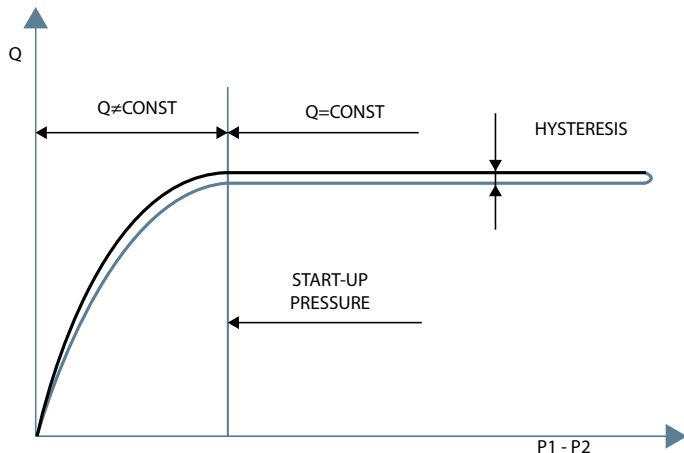 Q
Q≠CONST
Q=CONST
HYSTERESIS
START-UP
PRESSURE
P1 - P2